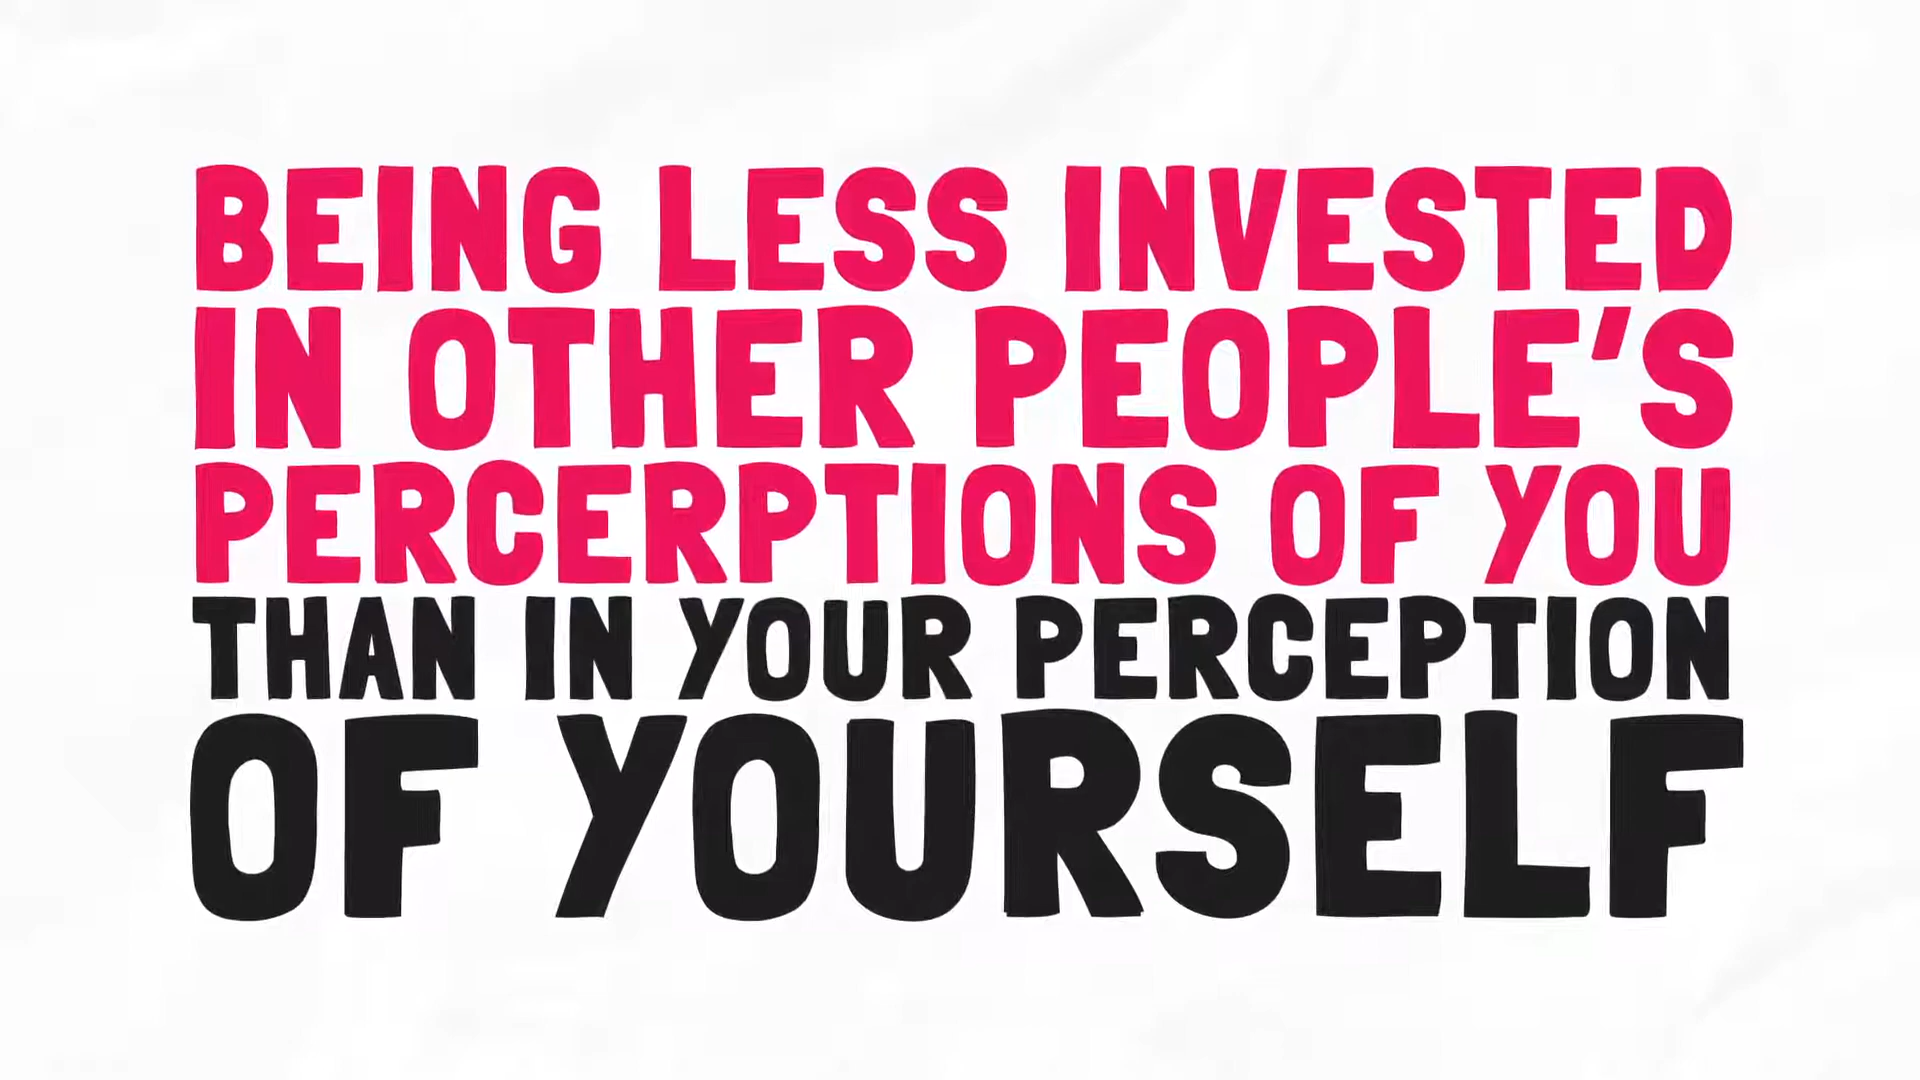 BEING LESS INVESTED
IN OTHER PEOPLE'S
PERCERPTIONS OF YOU
THAN IN YOUR PERCEPTION
OF YOURSELF